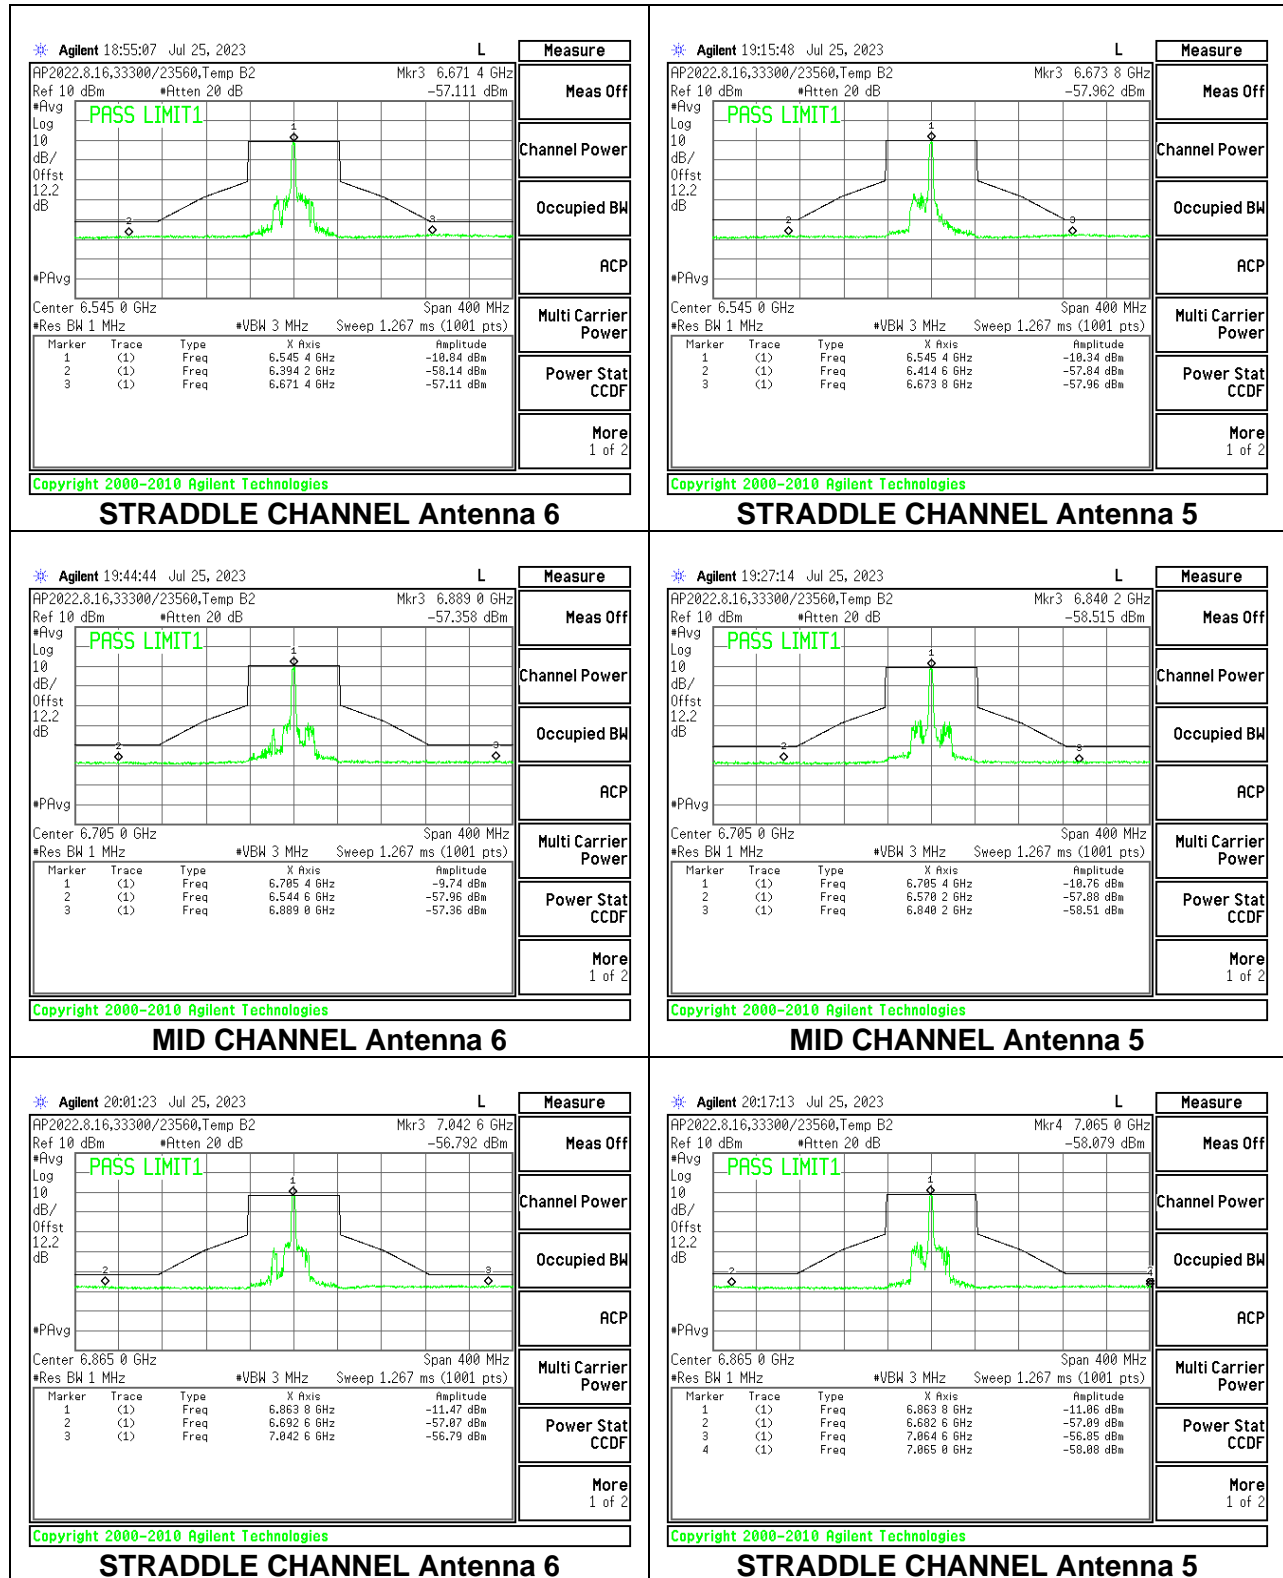 Agilent 18:55:07 Jul 25, 2023 L Measure
AP2022.8.16,33300/23560,Temp B2 Mkr3 6.671 4 GHz
Ref 10 dBm #Atten 20 dB -57.111 dBm Meas Off
#Avg
Log
10
dB/
Offst
12.2
dB
PASS LIMIT1
1
2
3
#PAvg
Center 6.545 0 GHz Span 400 MHz
#Res BW 1 MHz #VBW 3 MHz Sweep 1.267 ms (1001 pts)
Marker Trace Type X Axis Amplitude
1 (1) Freq 6.545 4 GHz -10.84 dBm
2 (1) Freq 6.394 2 GHz -58.14 dBm
3 (1) Freq 6.671 4 GHz -57.11 dBm
Channel Power
Occupied BW
ACP
Multi Carrier
Power
Power Stat
CCDF
More
1 of 2
Copyright 2000-2010 Agilent Technologies
STRADDLE CHANNEL Antenna 6
Agilent 19:15:48 Jul 25, 2023 L Measure
AP2022.8.16,33300/23560,Temp B2 Mkr3 6.673 8 GHz
Ref 10 dBm #Atten 20 dB -57.962 dBm Meas Off
#Avg
Log
10
dB/
Offst
12.2
dB
PASS LIMIT1
1
2
3
#PAvg
Center 6.545 0 GHz Span 400 MHz
#Res BW 1 MHz #VBW 3 MHz Sweep 1.267 ms (1001 pts)
Marker Trace Type X Axis Amplitude
1 (1) Freq 6.545 4 GHz -10.34 dBm
2 (1) Freq 6.414 6 GHz -57.84 dBm
3 (1) Freq 6.673 8 GHz -57.96 dBm
Channel Power
Occupied BW
ACP
Multi Carrier
Power
Power Stat
CCDF
More
1 of 2
Copyright 2000-2010 Agilent Technologies
STRADDLE CHANNEL Antenna 5
Agilent 19:44:44 Jul 25, 2023 L Measure
AP2022.8.16,33300/23560,Temp B2 Mkr3 6.889 0 GHz
Ref 10 dBm #Atten 20 dB -57.358 dBm Meas Off
#Avg
Log
10
dB/
Offst
12.2
dB
PASS LIMIT1
1
2
3
#PAvg
Center 6.705 0 GHz Span 400 MHz
#Res BW 1 MHz #VBW 3 MHz Sweep 1.267 ms (1001 pts)
Marker Trace Type X Axis Amplitude
1 (1) Freq 6.705 4 GHz -9.74 dBm
2 (1) Freq 6.544 6 GHz -57.96 dBm
3 (1) Freq 6.889 0 GHz -57.36 dBm
Channel Power
Occupied BW
ACP
Multi Carrier
Power
Power Stat
CCDF
More
1 of 2
Copyright 2000-2010 Agilent Technologies
MID CHANNEL Antenna 6
Agilent 19:27:14 Jul 25, 2023 L Measure
AP2022.8.16,33300/23560,Temp B2 Mkr3 6.840 2 GHz
Ref 10 dBm #Atten 20 dB -58.515 dBm Meas Off
#Avg
Log
10
dB/
Offst
12.2
dB
PASS LIMIT1
1
2
3
#PAvg
Center 6.705 0 GHz Span 400 MHz
#Res BW 1 MHz #VBW 3 MHz Sweep 1.267 ms (1001 pts)
Marker Trace Type X Axis Amplitude
1 (1) Freq 6.705 4 GHz -10.76 dBm
2 (1) Freq 6.570 2 GHz -57.88 dBm
3 (1) Freq 6.840 2 GHz -58.51 dBm
Channel Power
Occupied BW
ACP
Multi Carrier
Power
Power Stat
CCDF
More
1 of 2
Copyright 2000-2010 Agilent Technologies
MID CHANNEL Antenna 5
Agilent 20:01:23 Jul 25, 2023 L Measure
AP2022.8.16,33300/23560,Temp B2 Mkr3 7.042 6 GHz
Ref 10 dBm #Atten 20 dB -56.792 dBm Meas Off
#Avg
Log
10
dB/
Offst
12.2
dB
PASS LIMIT1
1
2
3
#PAvg
Center 6.865 0 GHz Span 400 MHz
#Res BW 1 MHz #VBW 3 MHz Sweep 1.267 ms (1001 pts)
Marker Trace Type X Axis Amplitude
1 (1) Freq 6.863 8 GHz -11.47 dBm
2 (1) Freq 6.692 6 GHz -57.07 dBm
3 (1) Freq 7.042 6 GHz -56.79 dBm
Channel Power
Occupied BW
ACP
Multi Carrier
Power
Power Stat
CCDF
More
1 of 2
Copyright 2000-2010 Agilent Technologies
STRADDLE CHANNEL Antenna 6
Agilent 20:17:13 Jul 25, 2023 L Measure
AP2022.8.16,33300/23560,Temp B2 Mkr4 7.065 0 GHz
Ref 10 dBm #Atten 20 dB -58.079 dBm Meas Off
#Avg
Log
10
dB/
Offst
12.2
dB
PASS LIMIT1
1
2
4
#PAvg
Center 6.865 0 GHz Span 400 MHz
#Res BW 1 MHz #VBW 3 MHz Sweep 1.267 ms (1001 pts)
Marker Trace Type X Axis Amplitude
1 (1) Freq 6.863 8 GHz -11.06 dBm
2 (1) Freq 6.682 6 GHz -57.09 dBm
3 (1) Freq 7.064 6 GHz -56.85 dBm
4 (1) Freq 7.065 0 GHz -58.08 dBm
Channel Power
Occupied BW
ACP
Multi Carrier
Power
Power Stat
CCDF
More
1 of 2
Copyright 2000-2010 Agilent Technologies
STRADDLE CHANNEL Antenna 5